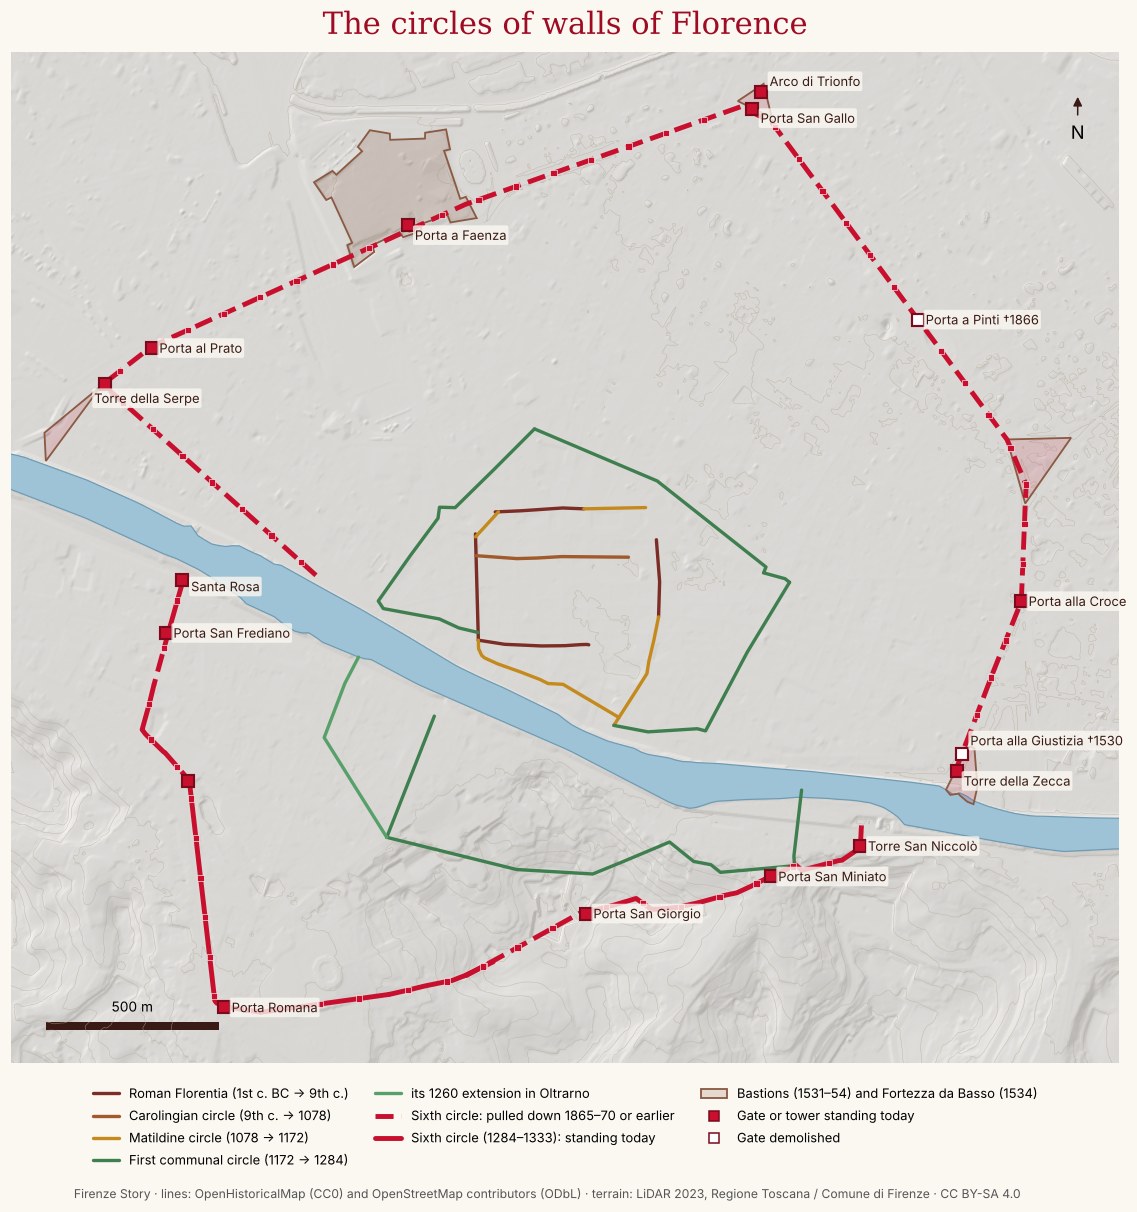 The circles of walls of Florence
Arco di Trionfo
Porta San Gallo
N
Porta a Faenza
Porta a Pinti †1866
Porta al Prato
Torre della Serpe
Santa Rosa
Porta alla Croce
Porta San Frediano
Porta alla Giustizia †1530
Torre della Zecca
Torre San Niccolò
Porta San Miniato
Porta San Giorgio
Porta Romana
500 m
Roman Florentia (1st c. BC → 9th c.)
Carolingian circle (9th c. → 1078)
Matildine circle (1078 → 1172)
First communal circle (1172 → 1284)
its 1260 extension in Oltrarno
Sixth circle: pulled down 1865–70 or earlier
Sixth circle (1284–1333): standing today
Bastions (1531–54) and Fortezza da Basso (1534)
Gate or tower standing today
Gate demolished
Firenze Story · lines: OpenHistoricalMap (CC0) and OpenStreetMap contributors (ODbL) · terrain: LiDAR 2023, Regione Toscana / Comune di Firenze · CC BY-SA 4.0